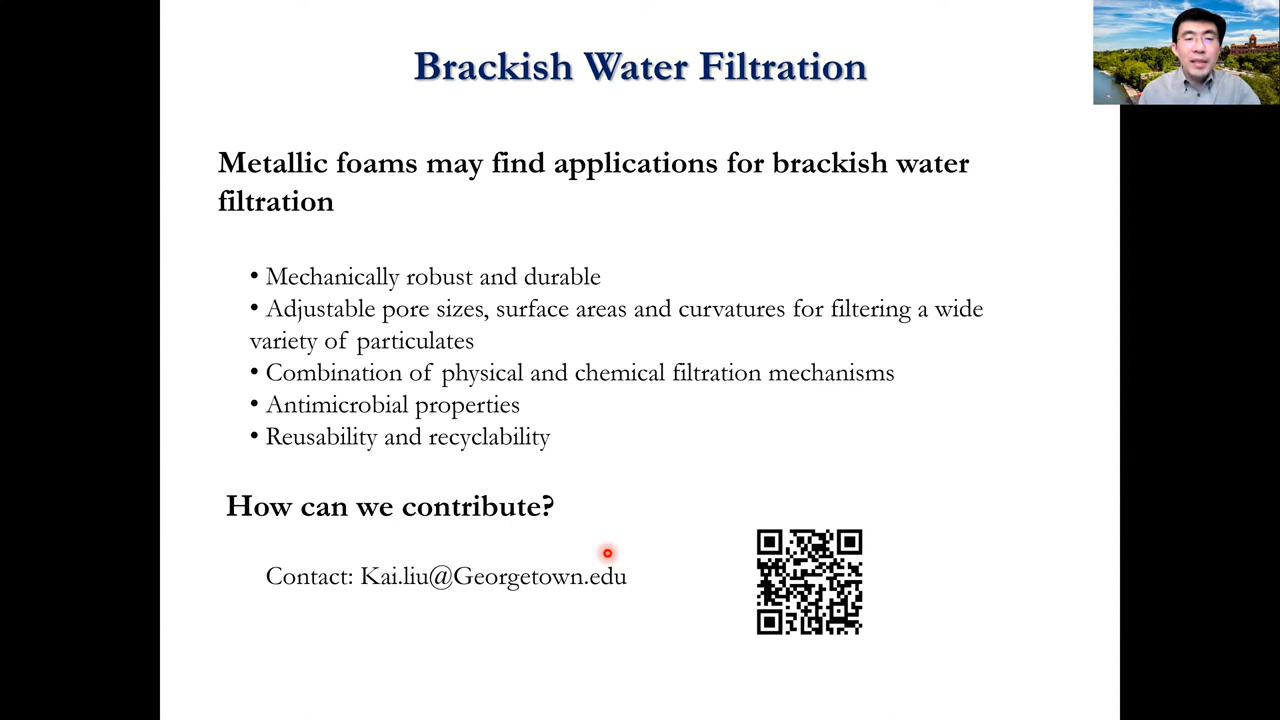 Brackish Water Filtration
Metallic foams may find applications for brackish water
filtration
• Mechanically robust and durable
• Adjustable pore sizes, surface areas and curvatures for filtering a wide
variety of particulates
• Combination of physical and chemical filtration mechanisms
• Antimicrobial properties
• Reusability and recyclability
How can we contribute?
Contact: Kai.liu@Georgetown.edu